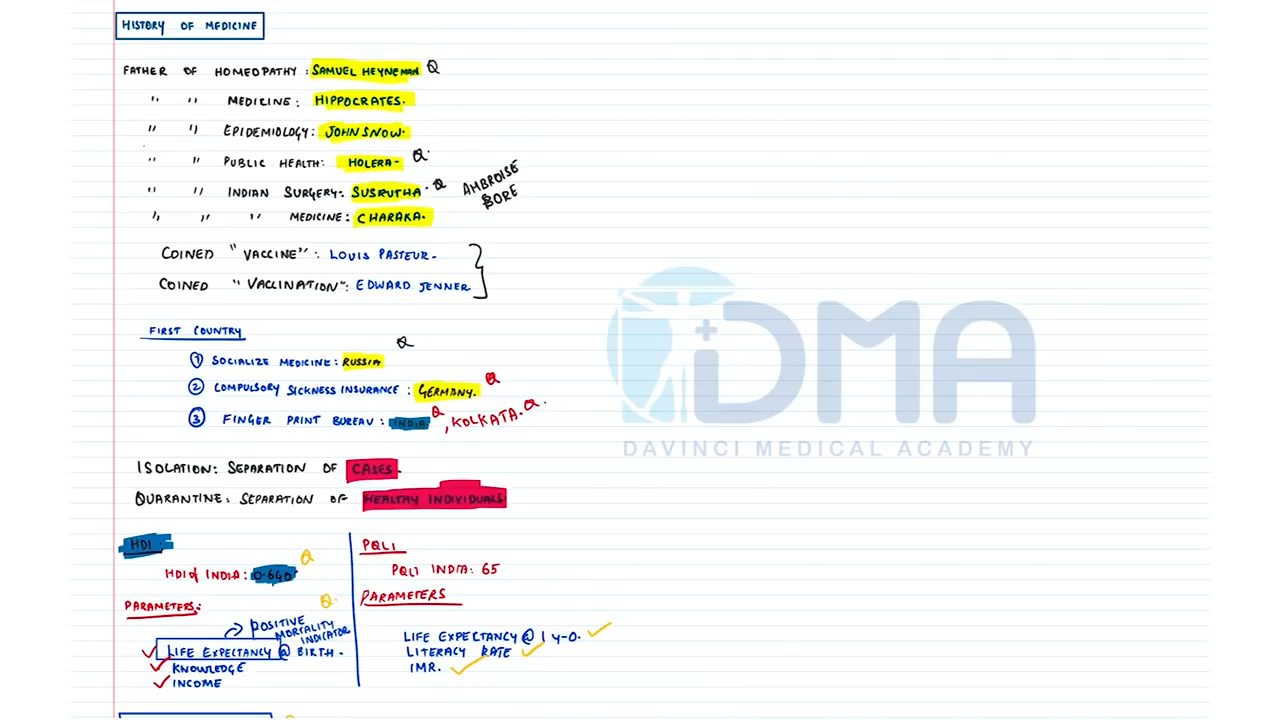 HISTORY OF MEDICINE
FATHER OF HOMEOPATHY : SAMUEL HEYNEMAN Q
" " MEDICINE : HIPPOCRATES.
" " EPIDEMIOLOGY : JOHN SNOW.
" " PUBLIC HEALTH : HOLERA- Q.
" " INDIAN SURGERY : SUSRUTHA - Q AMBROISE
" " " MEDICINE : CHARAKA.
COINED "VACCINE" : LOUIS PASTEUR.
COINED "VACCINATION" : EDWARD JENNER
FIRST COUNTRY
Q
① SOCIALIZE MEDICINE : RUSSIA
② COMPULSORY SICKNESS INSURANCE : GERMANY. Q
③ FINGER PRINT BUREAU : INDIA Q, KOLKATA. Q.
DMA
DAVINCI MEDICAL ACADEMY
ISOLATION : SEPARATION OF CASES.
QUARANTINE : SEPARATION OF HEALTHY INDIVIDUALS
HDI
HDI of INDIA : 0.640 Q
PARAMETERS : Q
POSITIVE
MORTALITY
INDICATOR
LIFE EXPECTANCY @ BIRTH.
KNOWLEDGE
INCOME
PQLI
PQLI INDIA : 65
PARAMETERS
LIFE EXPECTANCY @ 1 y-o.
LITERACY RATE
IMR.